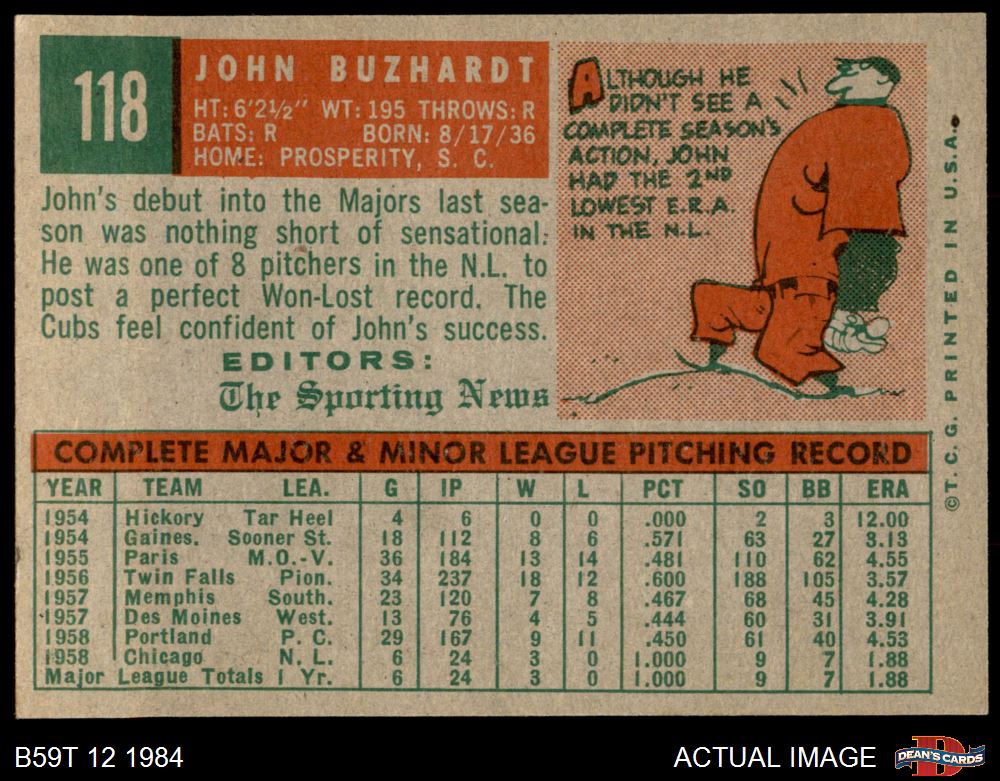 118
JOHN BUZHARDT
HT: 6'2½" WT: 195 THROWS: R
BATS: R BORN: 8/17/36
HOME: PROSPERITY, S. C.
John's debut into the Majors last sea-
son was nothing short of sensational.
He was one of 8 pitchers in the N.L. to
post a perfect Won-Lost record. The
Cubs feel confident of John's success.
EDITORS:
The Sporting News
ALTHOUGH HE
DIDN'T SEE A
COMPLETE SEASON'S
ACTION, JOHN
HAD THE 2ND
LOWEST E.R.A.
IN THE N.L.
©T.C.G. PRINTED IN U.S.A.
COMPLETE MAJOR & MINOR LEAGUE PITCHING RECORD
YEAR TEAM LEA. G IP W L PCT SO BB ERA
1954 Hickory Tar Heel 4 6 0 0 .000 2 3 12.00
1954 Gaines. Sooner St. 18 112 8 6 .571 63 27 3.13
1955 Paris M.O.-V. 36 184 13 14 .481 110 62 4.55
1956 Twin Falls Pion. 34 237 18 12 .600 188 105 3.57
1957 Memphis South. 23 120 7 8 .467 68 45 4.28
1957 Des Moines West. 13 76 4 5 .444 60 31 3.91
1958 Portland P. C. 29 167 9 11 .450 61 40 4.53
1958 Chicago N. L. 6 24 3 0 1.000 9 7 1.88
Major League Totals 1 Yr. 6 24 3 0 1.000 9 7 1.88
B59T 12 1984
ACTUAL IMAGE
DEAN'S CARDS